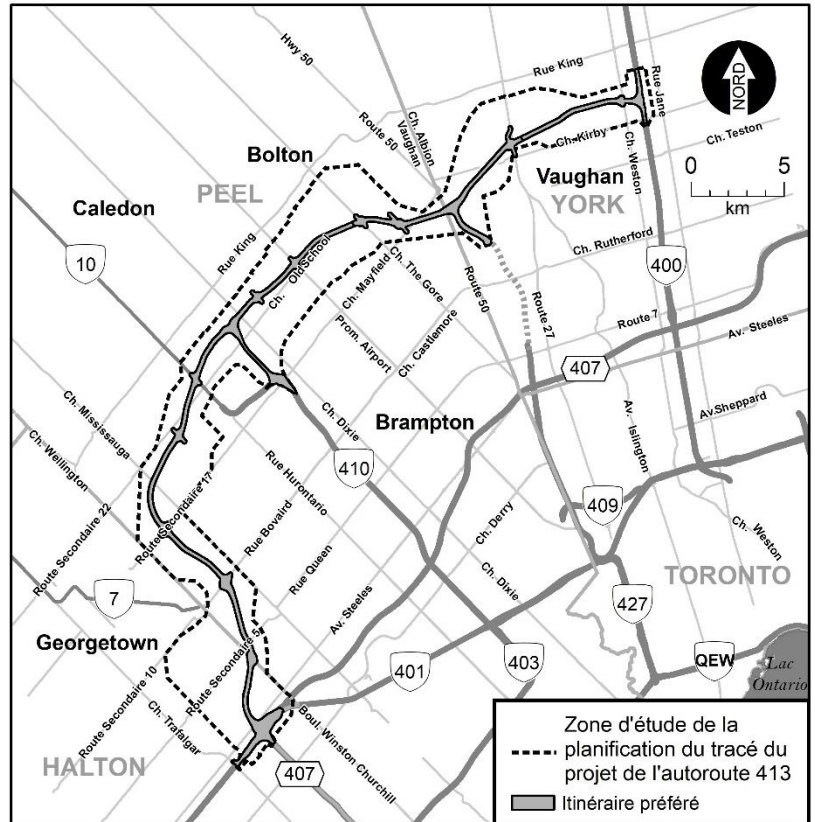 Hwy 50
Route 50
Ch. Albion
Vaughan
Rue King
Rue Jane
NORD
Ch. Kirby
Ch. Weston
Ch. Teston
0 5
km
Bolton
PEEL
Caledon
Vaughan
YORK
10
Rue King
Ch. OldSchool
Ch. Mayfield
Ch. The Gore
Ch. Rutherford
400
Route 50
Route 27
Route 7
Av. Steeles
407
Prom. Airport
Ch. Castlemore
Ch. Mississauga
Ch. Wellington
Ch. Dixie
Brampton
Av. Sheppard
Av. Islington
Route Secondaire 22
Route Secondaire 17
Rue Hurontario
410
Rue Bovaird
Rue Queen
Ch. Derry
409
Ch. Weston
7
Av. Steeles
Ch. Dixie
TORONTO
427
Georgetown
Route Secondaire 10
Route Secondaire 5
401
403
QEW
Lac
Ontario
Ch. Trafalgar
Boul. Winston Churchill
HALTON
407
Zone d'étude de la
planification du tracé du
projet de l'autoroute 413
Itinéraire préféré